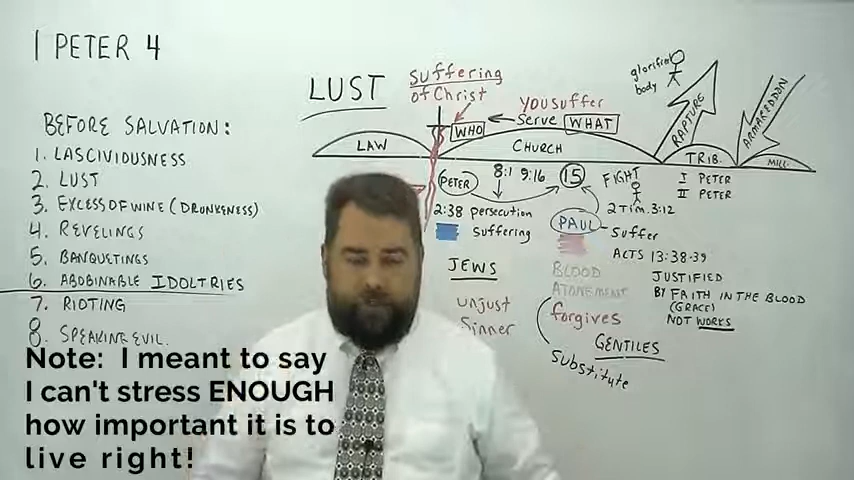 I PETER 4
LUST
BEFORE SALVATION:
1. LASCIVIOUSNESS
2. LUST
3. EXCESS OF WINE (DRONKENESS)
4. REVELINGS
5. BANQUETINGS
6. ABOBINABLE IDOLTRIES
7. RIOTING
8. SPEAKING EVIL.
Suffering
of Christ
YOU SUFFER
Serve WHAT
WHO
LAW
CHURCH
glorified
body
RAPTURE
ARMAREDDON
TRIB.
MILL.
PETER
8:1 9:16
15
FIGHT
I PETER
II PETER
2:38 persecution
Suffering
2 Tim. 3:12
PAUL - Suffer
ACTS 13:38-39
JEWS
unjust
Sinner
BLOOD
ATONEMENT
forgives
Substitute
JUSTIFIED
BY FAITH IN THE BLOOD
(GRACE)
NOT WORKS
GENTILES
Note: I meant to say
I can't stress ENOUGH
how important it is to
live right!